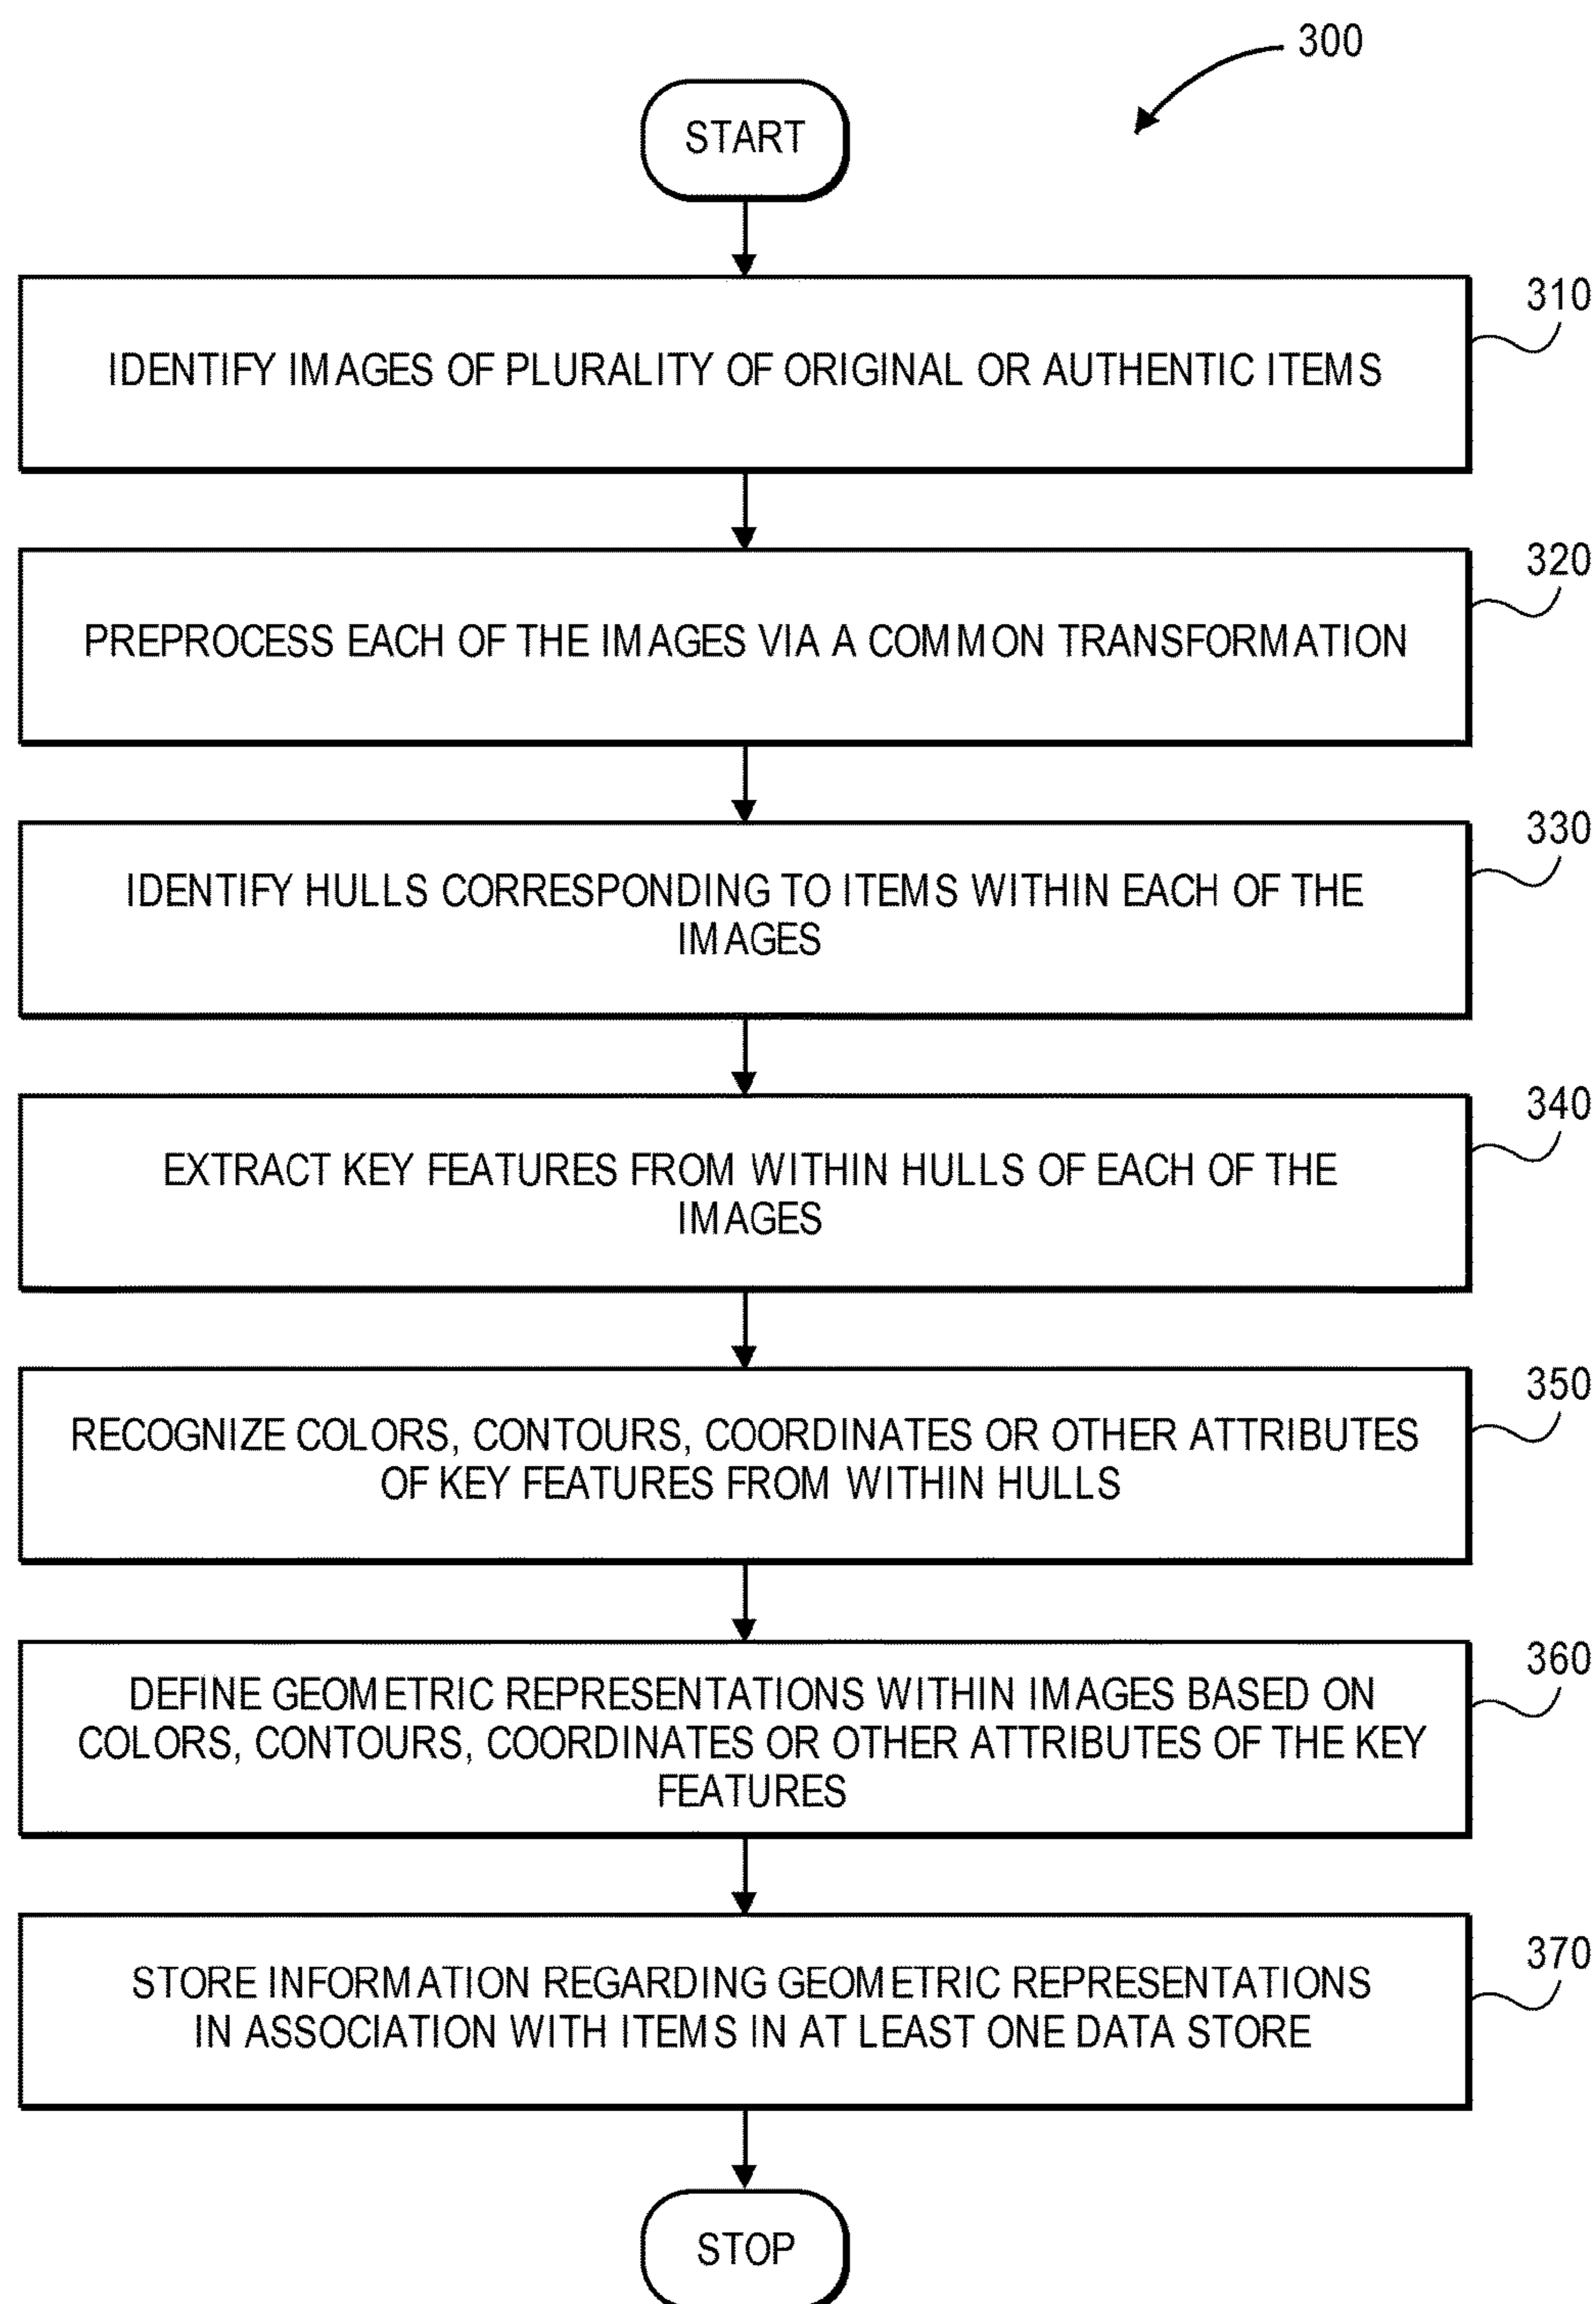 300
START
310
IDENTIFY IMAGES OF PLURALITY OF ORIGINAL OR AUTHENTIC ITEMS
320
PREPROCESS EACH OF THE IMAGES VIA A COMMON TRANSFORMATION
330
IDENTIFY HULLS CORRESPONDING TO ITEMS WITHIN EACH OF THE
IMAGES
340
EXTRACT KEY FEATURES FROM WITHIN HULLS OF EACH OF THE
IMAGES
350
RECOGNIZE COLORS, CONTOURS, COORDINATES OR OTHER ATTRIBUTES
OF KEY FEATURES FROM WITHIN HULLS
360
DEFINE GEOMETRIC REPRESENTATIONS WITHIN IMAGES BASED ON
COLORS, CONTOURS, COORDINATES OR OTHER ATTRIBUTES OF THE KEY
FEATURES
370
STORE INFORMATION REGARDING GEOMETRIC REPRESENTATIONS
IN ASSOCIATION WITH ITEMS IN AT LEAST ONE DATA STORE
STOP